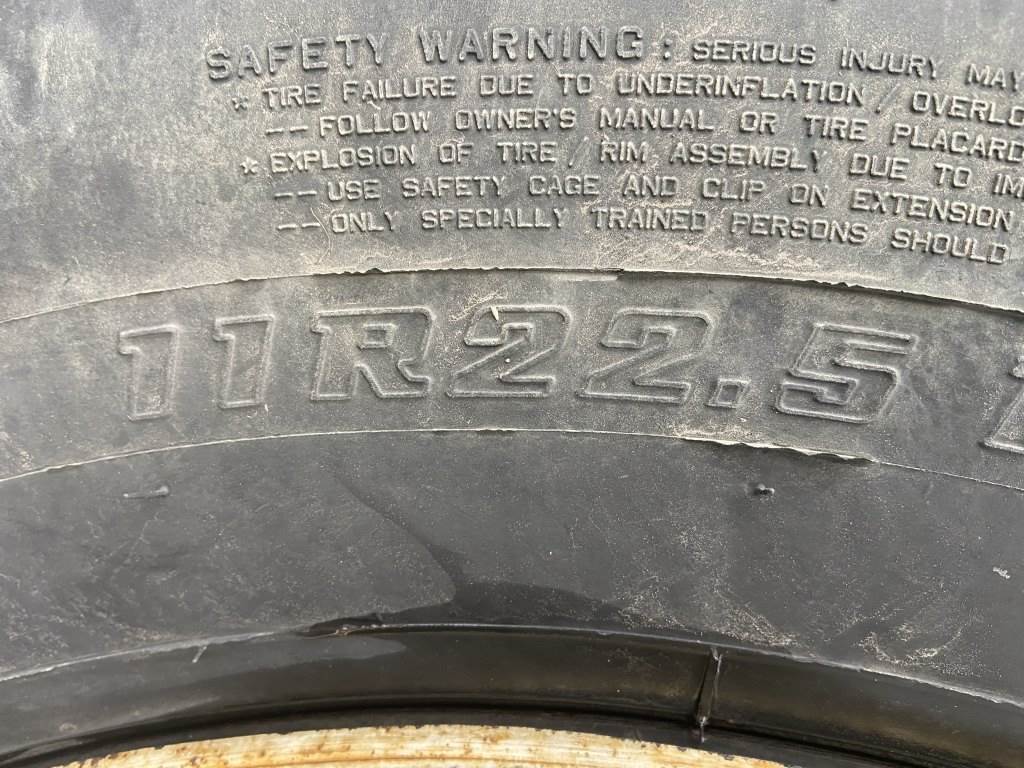 SAFETY WARNING: SERIOUS INJURY MAY
* TIRE FAILURE DUE TO UNDERINFLATION / OVERLO
-- FOLLOW OWNER'S MANUAL OR TIRE PLACARD
* EXPLOSION OF TIRE / RIM ASSEMBLY DUE TO IM
-- USE SAFETY CAGE AND CLIP ON EXTENSION
-- ONLY SPECIALLY TRAINED PERSONS SHOULD
11R22.5